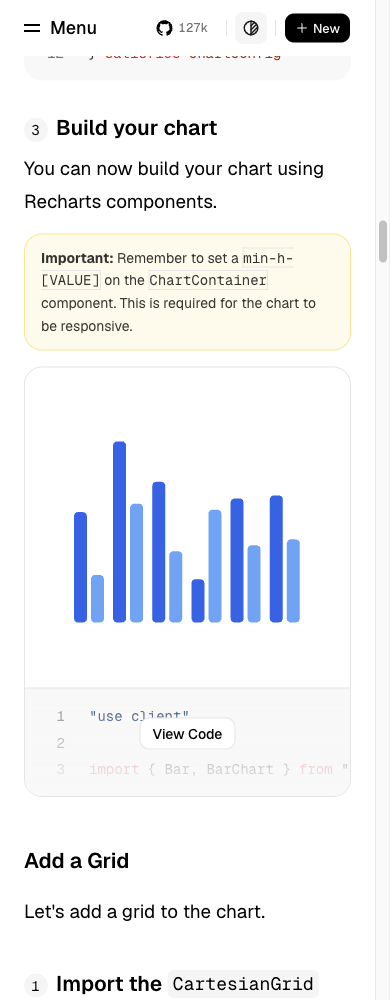 Menu
127k
New
12 } satisfies ChartConfig
3 Build your chart
You can now build your chart using
Recharts components.
Important: Remember to set a min-h-
[VALUE] on the ChartContainer
component. This is required for the chart to
be responsive.
1 "use client"
View Code
2
3 import { Bar, BarChart } from "
Add a Grid
Let's add a grid to the chart.
1 Import the CartesianGrid